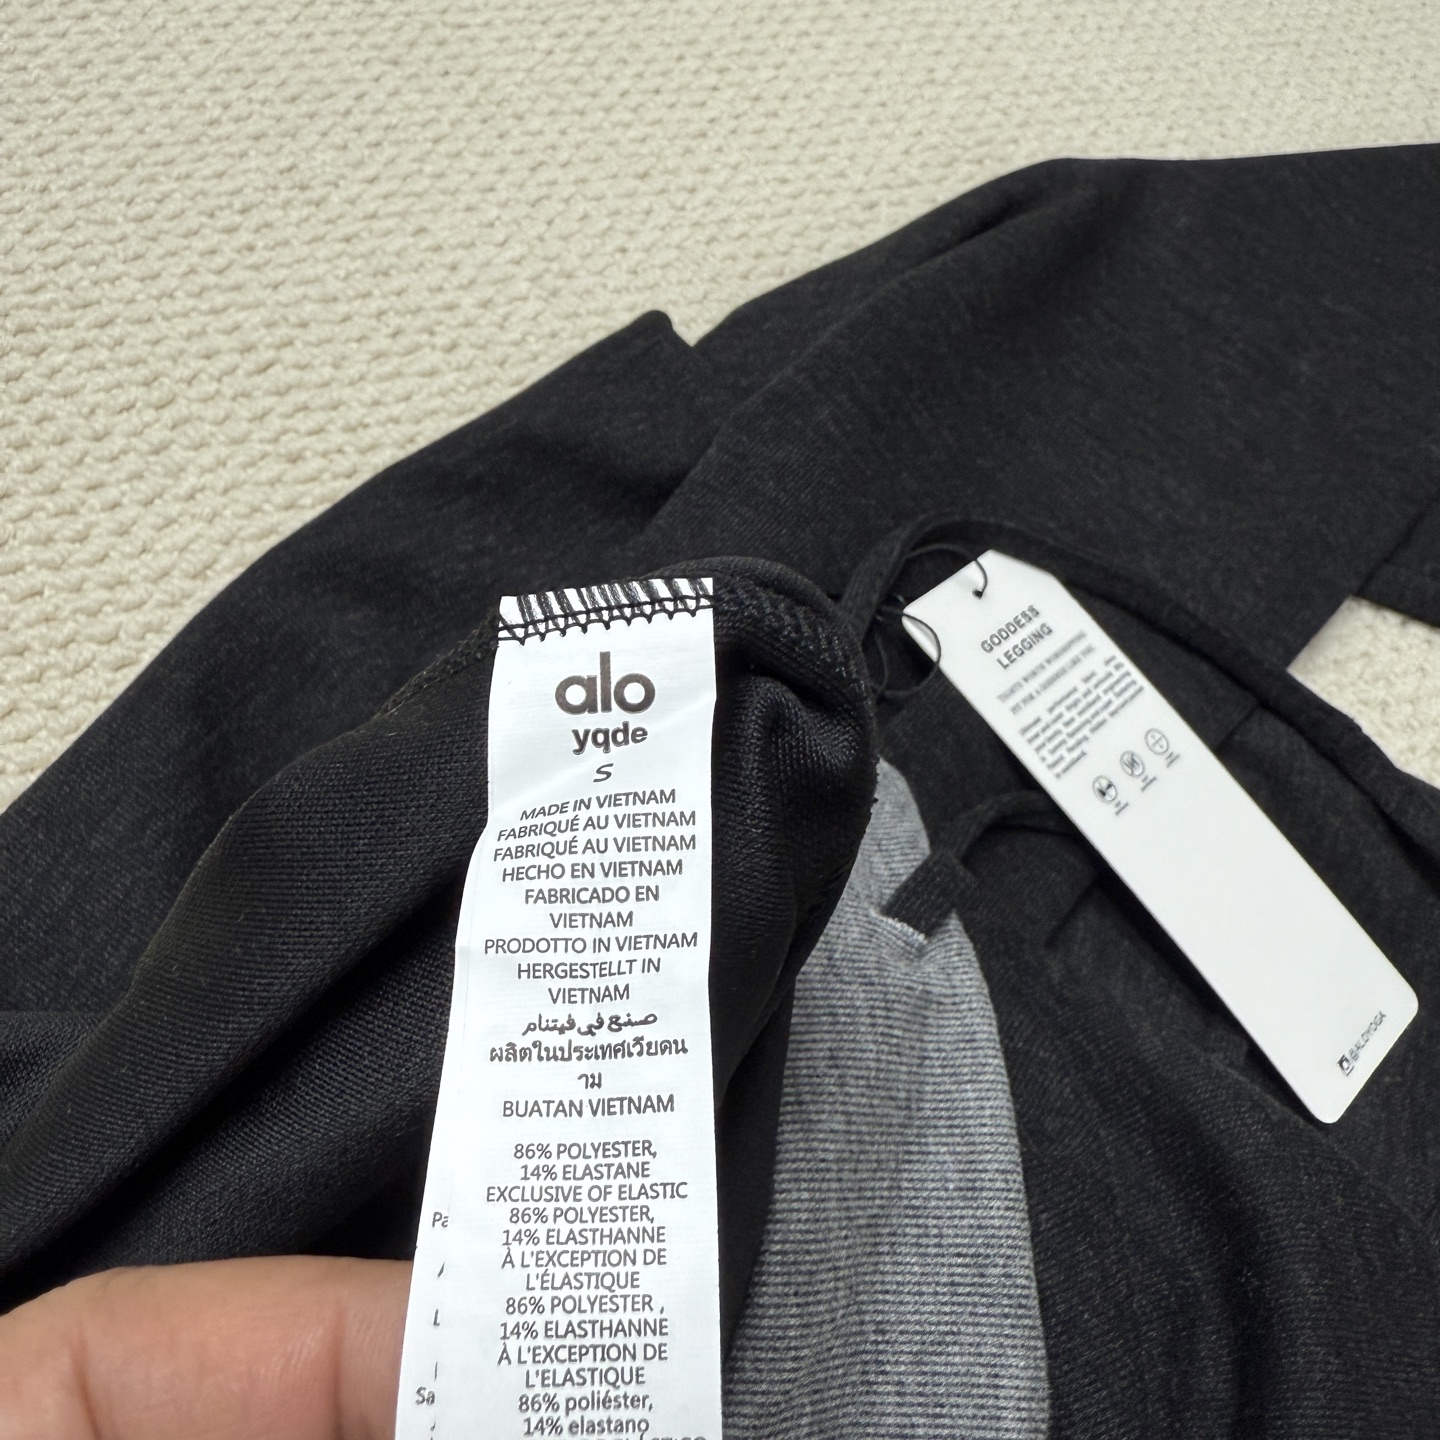 alo
yqde
S
MADE IN VIETNAM
FABRIQUÉ AU VIETNAM
FABRIQUÉ AU VIETNAM
HECHO EN VIETNAM
FABRICADO EN
VIETNAM
PRODOTTO IN VIETNAM
HERGESTELLT IN
VIETNAM
صنع في فيتنام
ผลิตในประเทศเวียดน
าม
BUATAN VIETNAM
86% POLYESTER,
14% ELASTANE
EXCLUSIVE OF ELASTIC
86% POLYESTER,
14% ELASTHANNE
À L'EXCEPTION DE
L'ÉLASTIQUE
86% POLYESTER ,
14% ELASTHANNE
À L'EXCEPTION DE
L'ELASTIQUE
86% poliéster,
14% elastano
GODDESS
LEGGING
@ALOYOGA